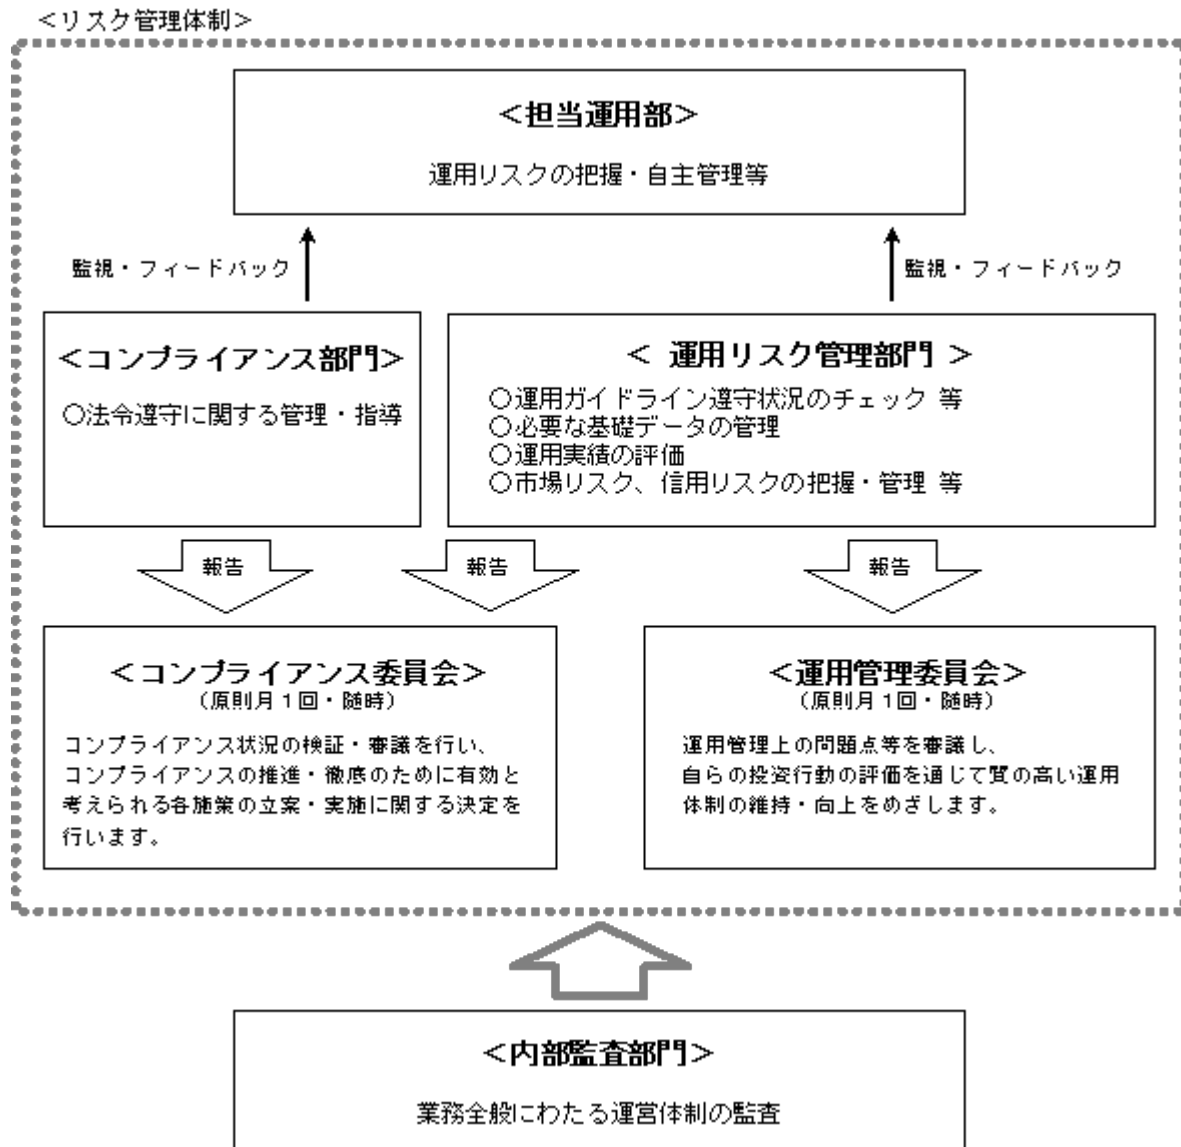 ＜リスク管理体制＞
＜担当運用部＞
運用リスクの把握・自主管理等
監視・フィードバック
監視・フィードバック
＜コンプライアンス部門＞
○法令遵守に関する管理・指導
＜ 運用リスク管理部門 ＞
○運用ガイドライン遵守状況のチェック 等
○必要な基礎データの管理
○運用実績の評価
○市場リスク、信用リスクの把握・管理 等
報告
報告
報告
＜コンプライアンス委員会＞
（原則月１回・随時）
コンプライアンス状況の検証・審議を行い、
コンプライアンスの推進・徹底のために有効と
考えられる各施策の立案・実施に関する決定を
行います。
＜運用管理委員会＞
（原則月１回・随時）
運用管理上の問題点等を審議し、
自らの投資行動の評価を通じて質の高い運用
体制の維持・向上をめざします。
＜内部監査部門＞
業務全般にわたる運営体制の監査